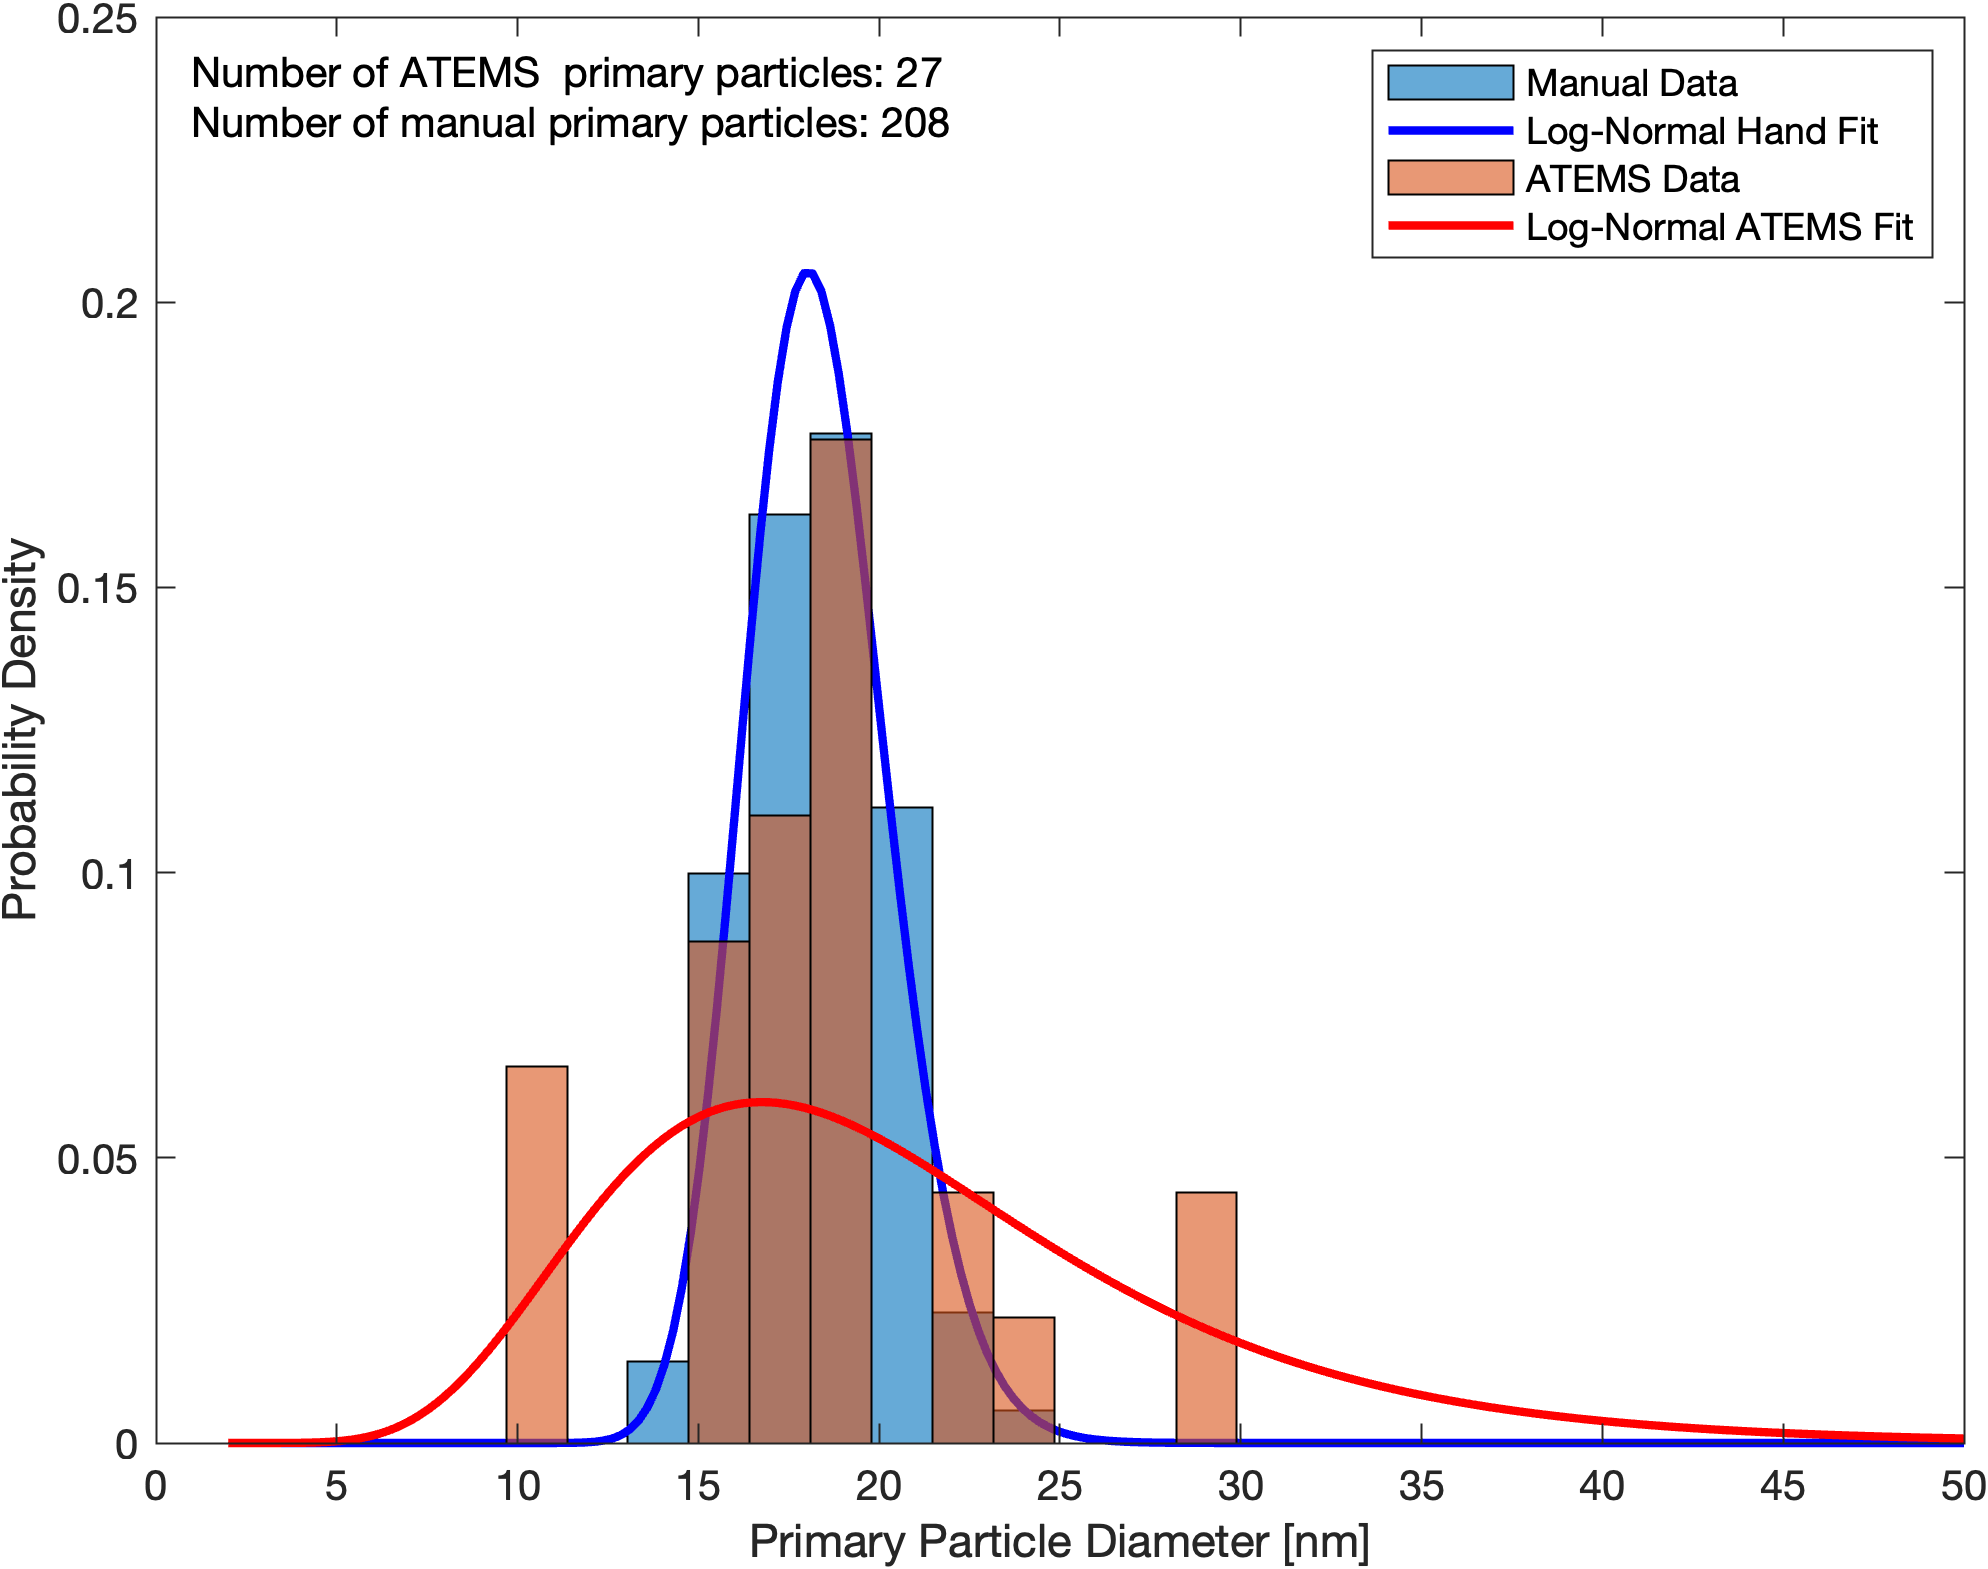 Number of ATEMS  primary particles: 27
Number of manual primary particles: 208
Manual Data
Log-Normal Hand Fit
ATEMS Data
Log-Normal ATEMS Fit
Probability Density
0.25
0.2
0.15
0.1
0.05
0
0 5 10 15 20 25 30 35 40 45 50
Primary Particle Diameter [nm]